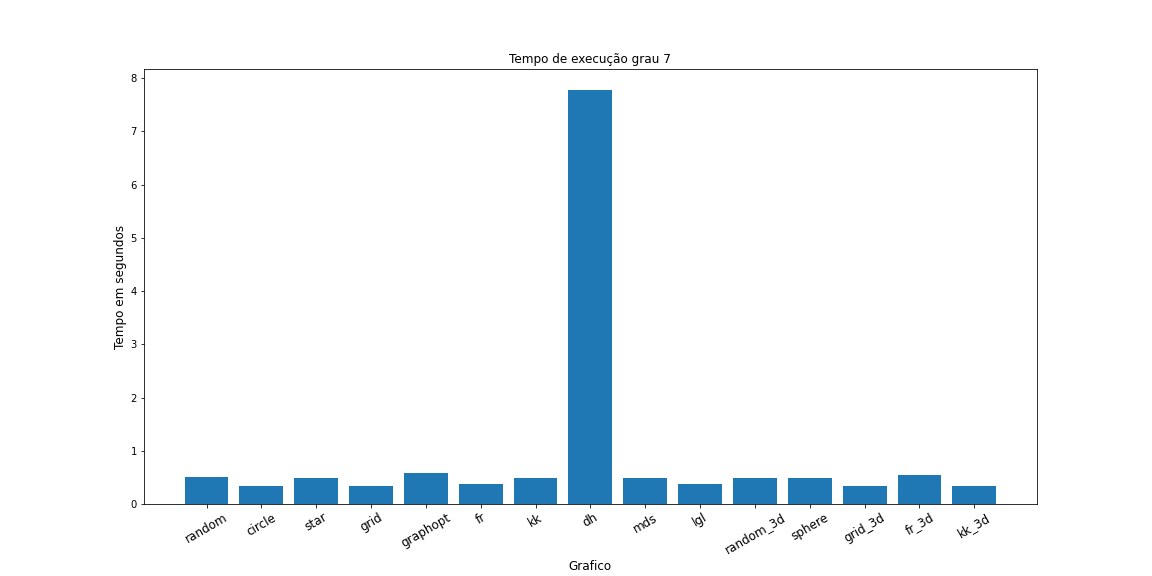 Tempo de execução grau 7
Tempo em segundos
8
7
6
5
4
3
2
1
0
random
circle
star
grid
graphopt
fr
kk
dh
mds
lgl
random_3d
sphere
grid_3d
fr_3d
kk_3d
Grafico